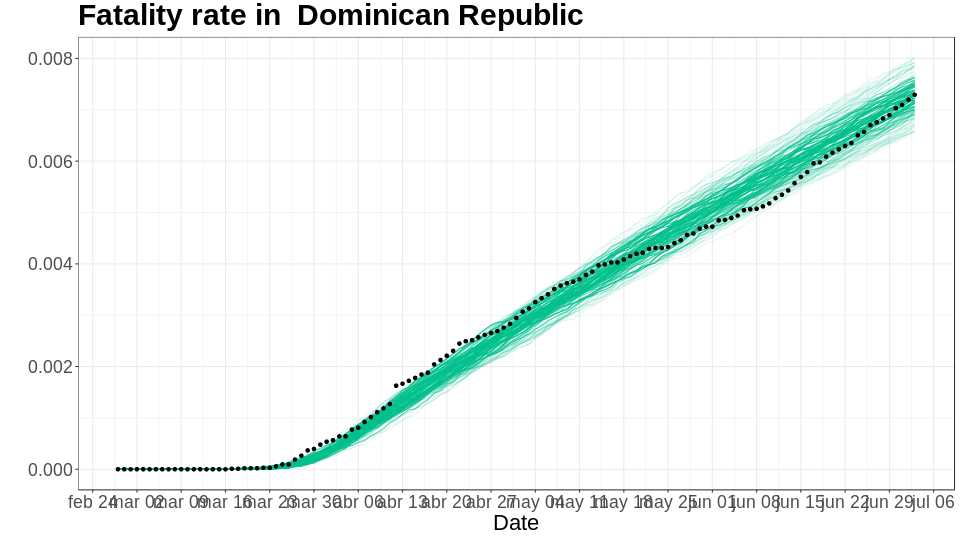 Fatality rate in  Dominican Republic
0.008
0.006
0.004
0.002
0.000
feb 24 mar 02 mar 09 mar 16 mar 23 mar 30 abr 06 abr 13 abr 20 abr 27 may 04 may 11 may 18 may 25 jun 01 jun 08 jun 15 jun 22 jun 29 jul 06
Date